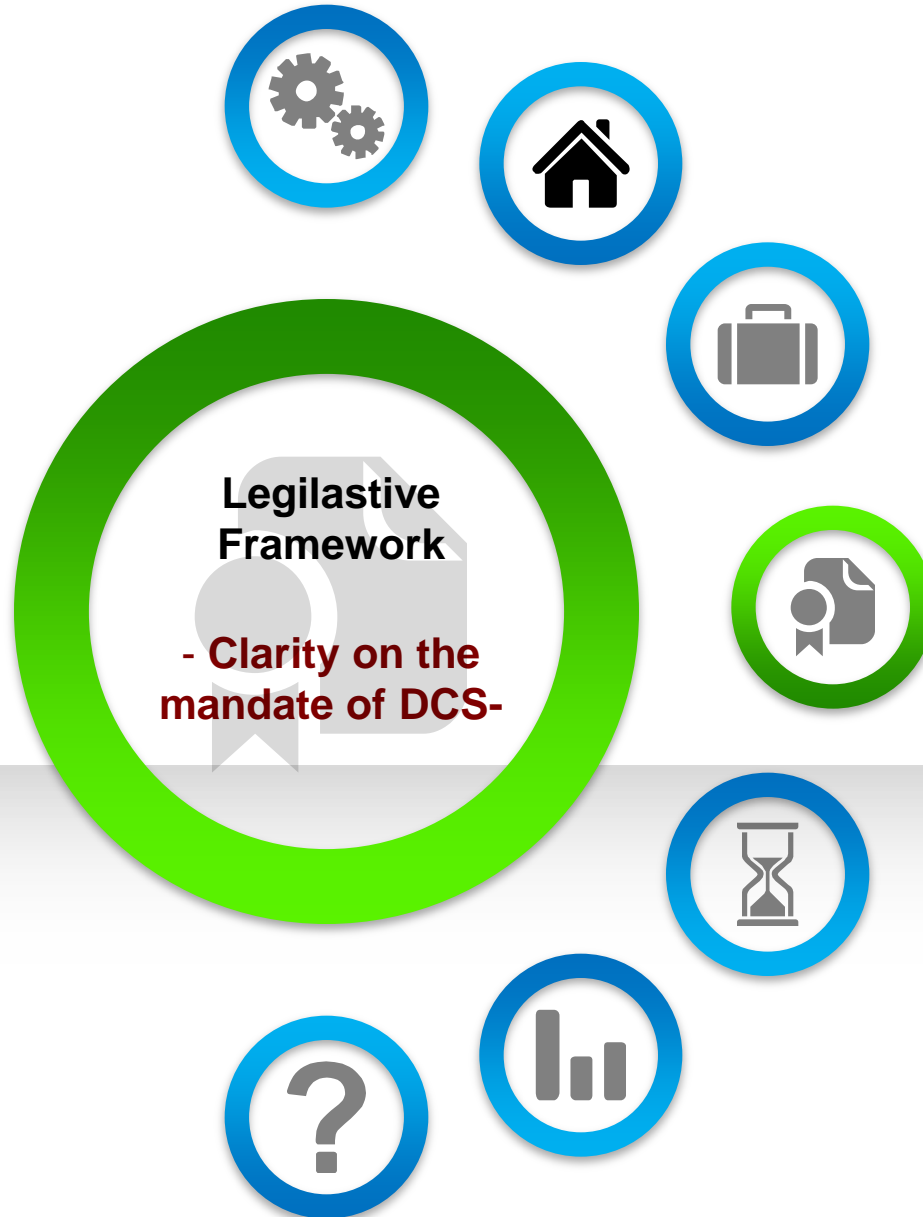 Legilastive
Framework
- Clarity on the
mandate of DCS-
?